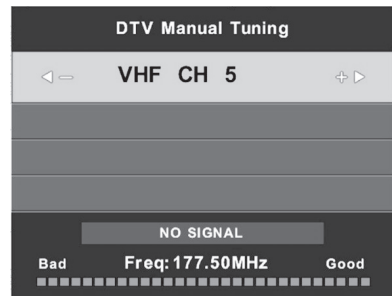 DTV Manual Tuning
VHF CH 5
NO SIGNAL
Bad Freq:177.50MHz Good